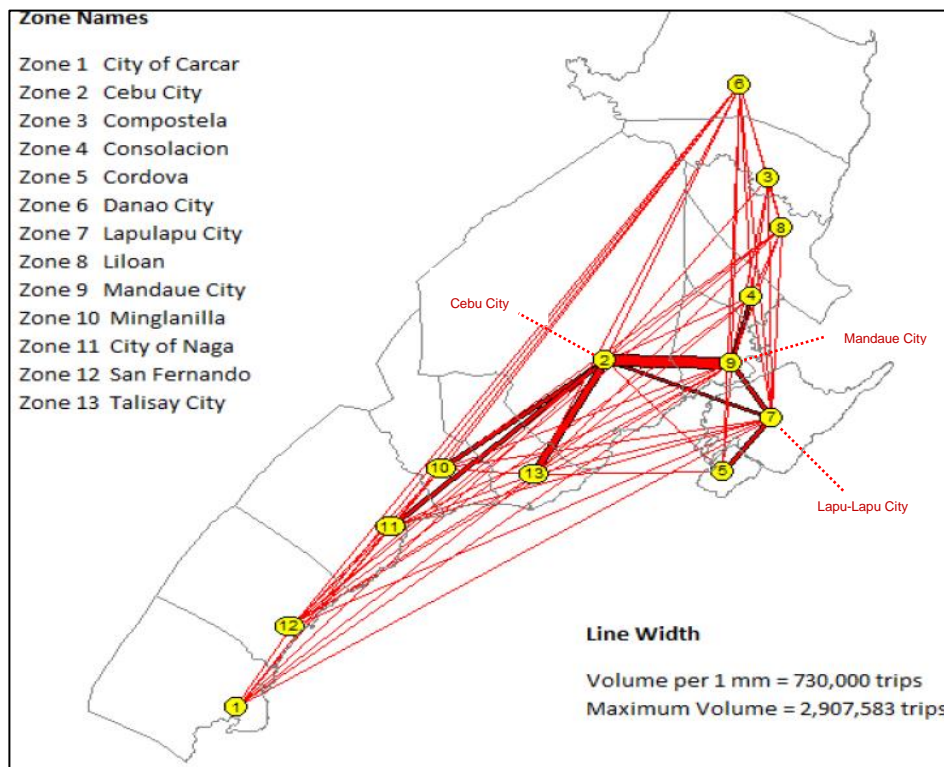 Zone Names
Zone 1 City of Carcar
Zone 2 Cebu City
Zone 3 Compostela
Zone 4 Consolacion
Zone 5 Cordova
Zone 6 Danao City
Zone 7 Lapulapu City
Zone 8 Liloan
Zone 9 Mandaue City
Zone 10 Minglanilla
Zone 11 City of Naga
Zone 12 San Fernando
Zone 13 Talisay City
6
3
8
4
Cebu City
Mandaue City
2
9
7
10
13
5
Lapu-Lapu City
11
12
1
Line Width
Volume per 1 mm = 730,000 trips
Maximum Volume = 2,907,583 trips